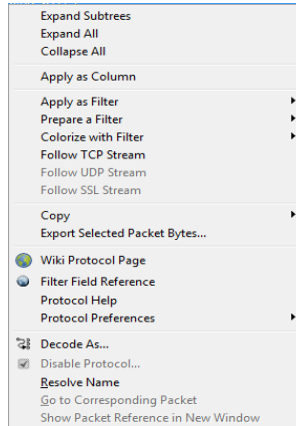 Expand Subtrees
Expand All
Collapse All
Apply as Column
Apply as Filter
Prepare a Filter
Colorize with Filter
Follow TCP Stream
Follow UDP Stream
Follow SSL Stream
Copy
Export Selected Packet Bytes...
Wiki Protocol Page
Filter Field Reference
Protocol Help
Protocol Preferences
Decode As...
Disable Protocol...
Resolve Name
Go to Corresponding Packet
Show Packet Reference in New Window